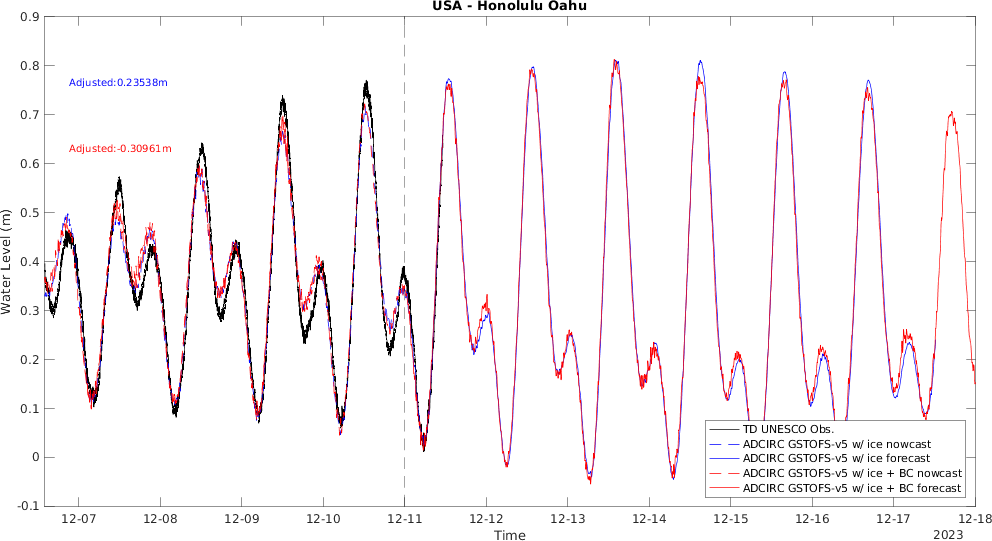 USA - Honolulu Oahu
0.9
0.8
0.7
0.6
0.5
0.4
0.3
0.2
0.1
0
-0.1
Water Level (m)
Adjusted:0.23538m
Adjusted:-0.30961m
TD UNESCO Obs.
ADCIRC GSTOFS-v5 w/ ice nowcast
ADCIRC GSTOFS-v5 w/ ice forecast
ADCIRC GSTOFS-v5 w/ ice + BC nowcast
ADCIRC GSTOFS-v5 w/ ice + BC forecast
12-07 12-08 12-09 12-10 12-11 12-12 12-13 12-14 12-15 12-16 12-17 12-18
Time
2023